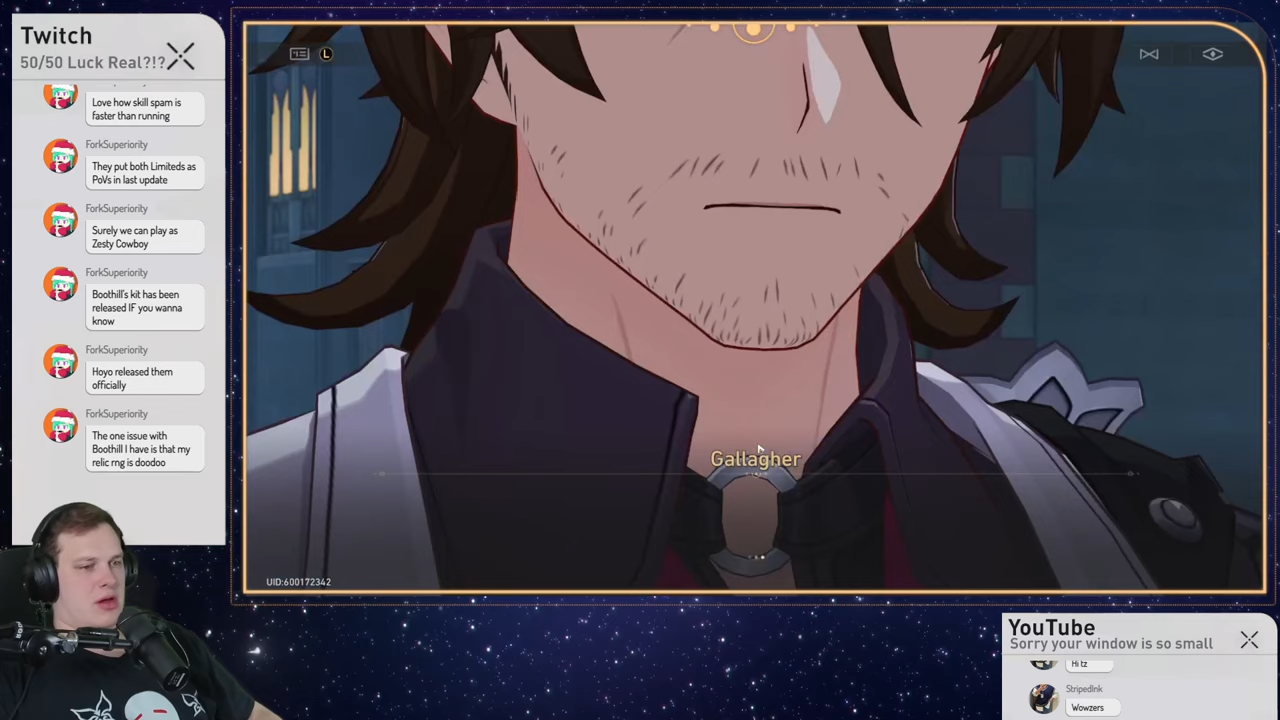 Twitch
50/50 Luck Real?!?
Love how skill spam is
faster than running
ForkSuperiority
They put both Limiteds as
PoVs in last update
ForkSuperiority
Surely we can play as
Zesty Cowboy
ForkSuperiority
Boothill's kit has been
released IF you wanna
know
ForkSuperiority
Hoyo released them
officially
ForkSuperiority
The one issue with
Boothill I have is that my
relic rng is doodoo
L
Gallagher
UID:600172342
YouTube
Sorry your window is so small
Hi tz
StripedInk
Wowzers